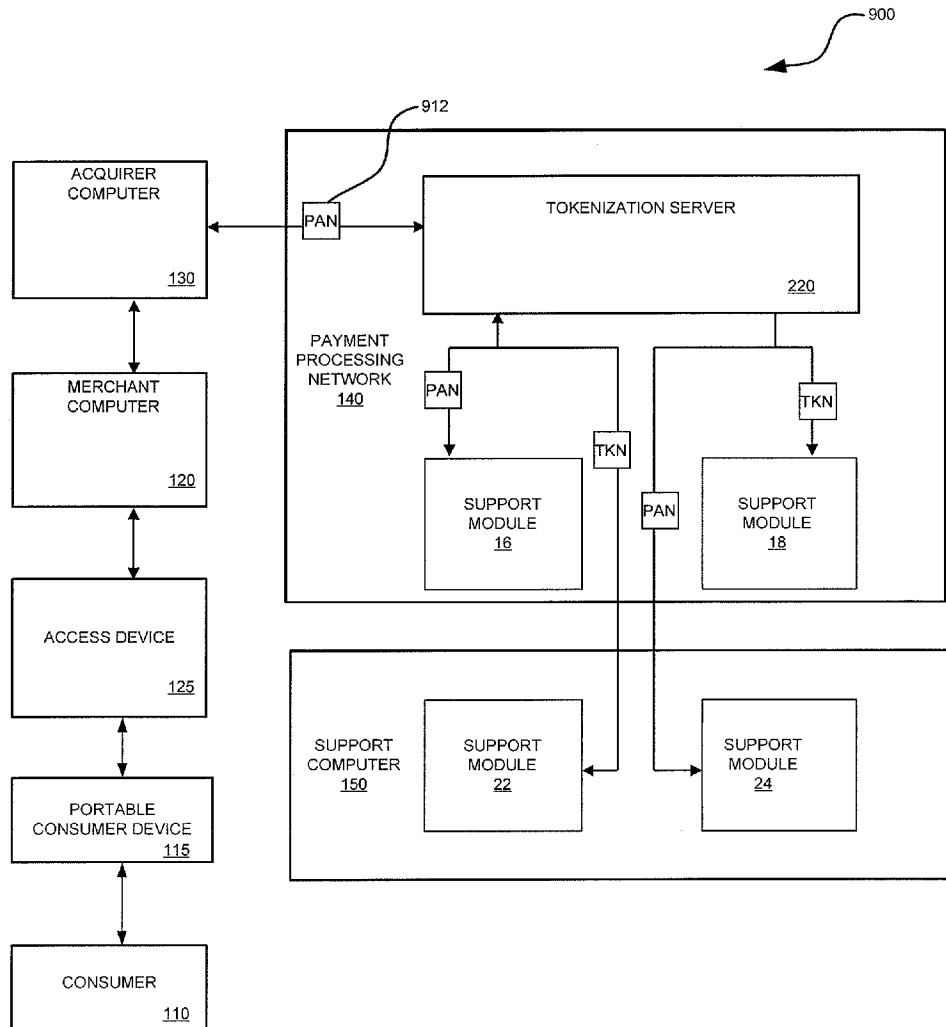 900
912
ACQUIRER
COMPUTER
130
PAN
TOKENIZATION SERVER
220
PAYMENT
PROCESSING
NETWORK
140
MERCHANT
COMPUTER
120
PAN
TKN
TKN
PAN
SUPPORT
MODULE
16
SUPPORT
MODULE
18
ACCESS DEVICE
125
SUPPORT
COMPUTER
150
SUPPORT
MODULE
22
SUPPORT
MODULE
24
PORTABLE
CONSUMER DEVICE
115
CONSUMER
110